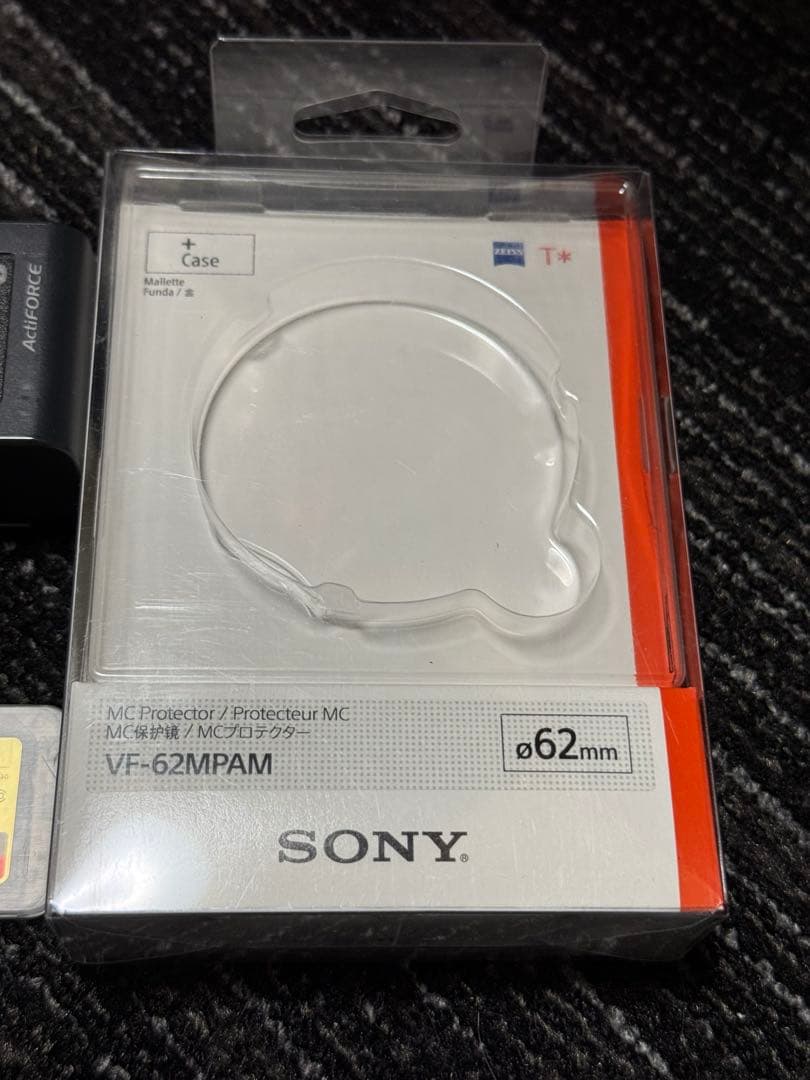 +
Case
Mallette
Funda / 盒
ZEISS
T*
ActiFORCE
MC Protector / Protecteur MC
MC保护镜 / MCプロテクター
VF-62MPAM
ø62mm
SONY®